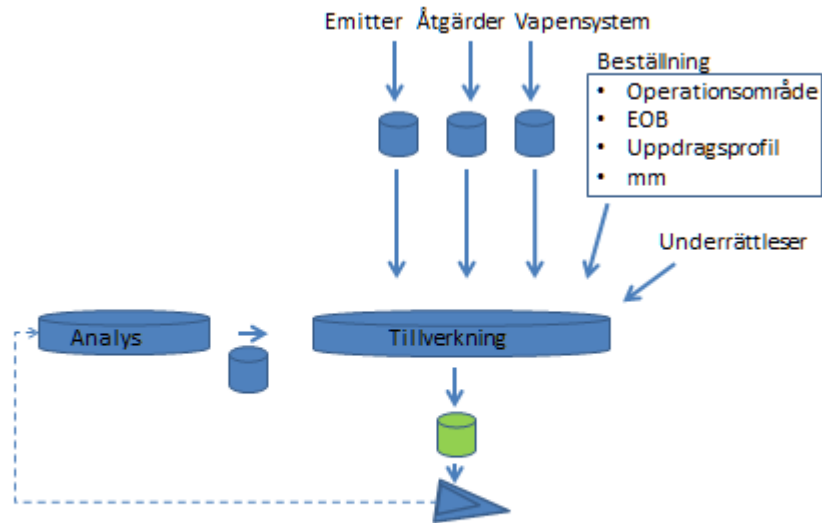 Emitter Åtgärder Vapensystem
Beställning
• Operationsområde
• EOB
• Uppdragsprofil
• mm
Underrättleser
Analys
Tillverkning